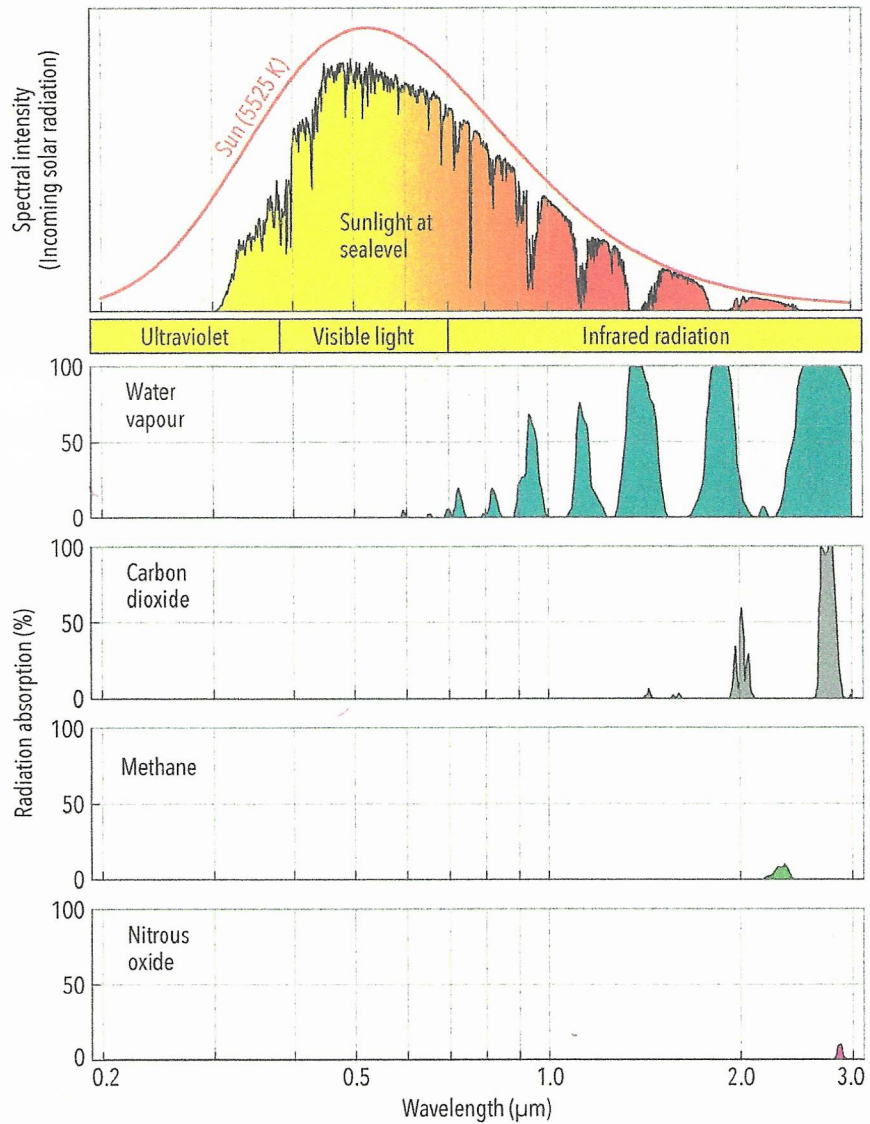 Spectral intensity
(Incoming solar radiation)
Sun (5525 K)
Sunlight at
sealevel
Ultraviolet
Visible light
Infrared radiation
Radiation absorption (%)
100
50
0
Water
vapour
100
50
0
Carbon
dioxide
100
50
0
Methane
100
50
0
Nitrous
oxide
0.2
0.5
1.0
2.0
3.0
Wavelength (μm)